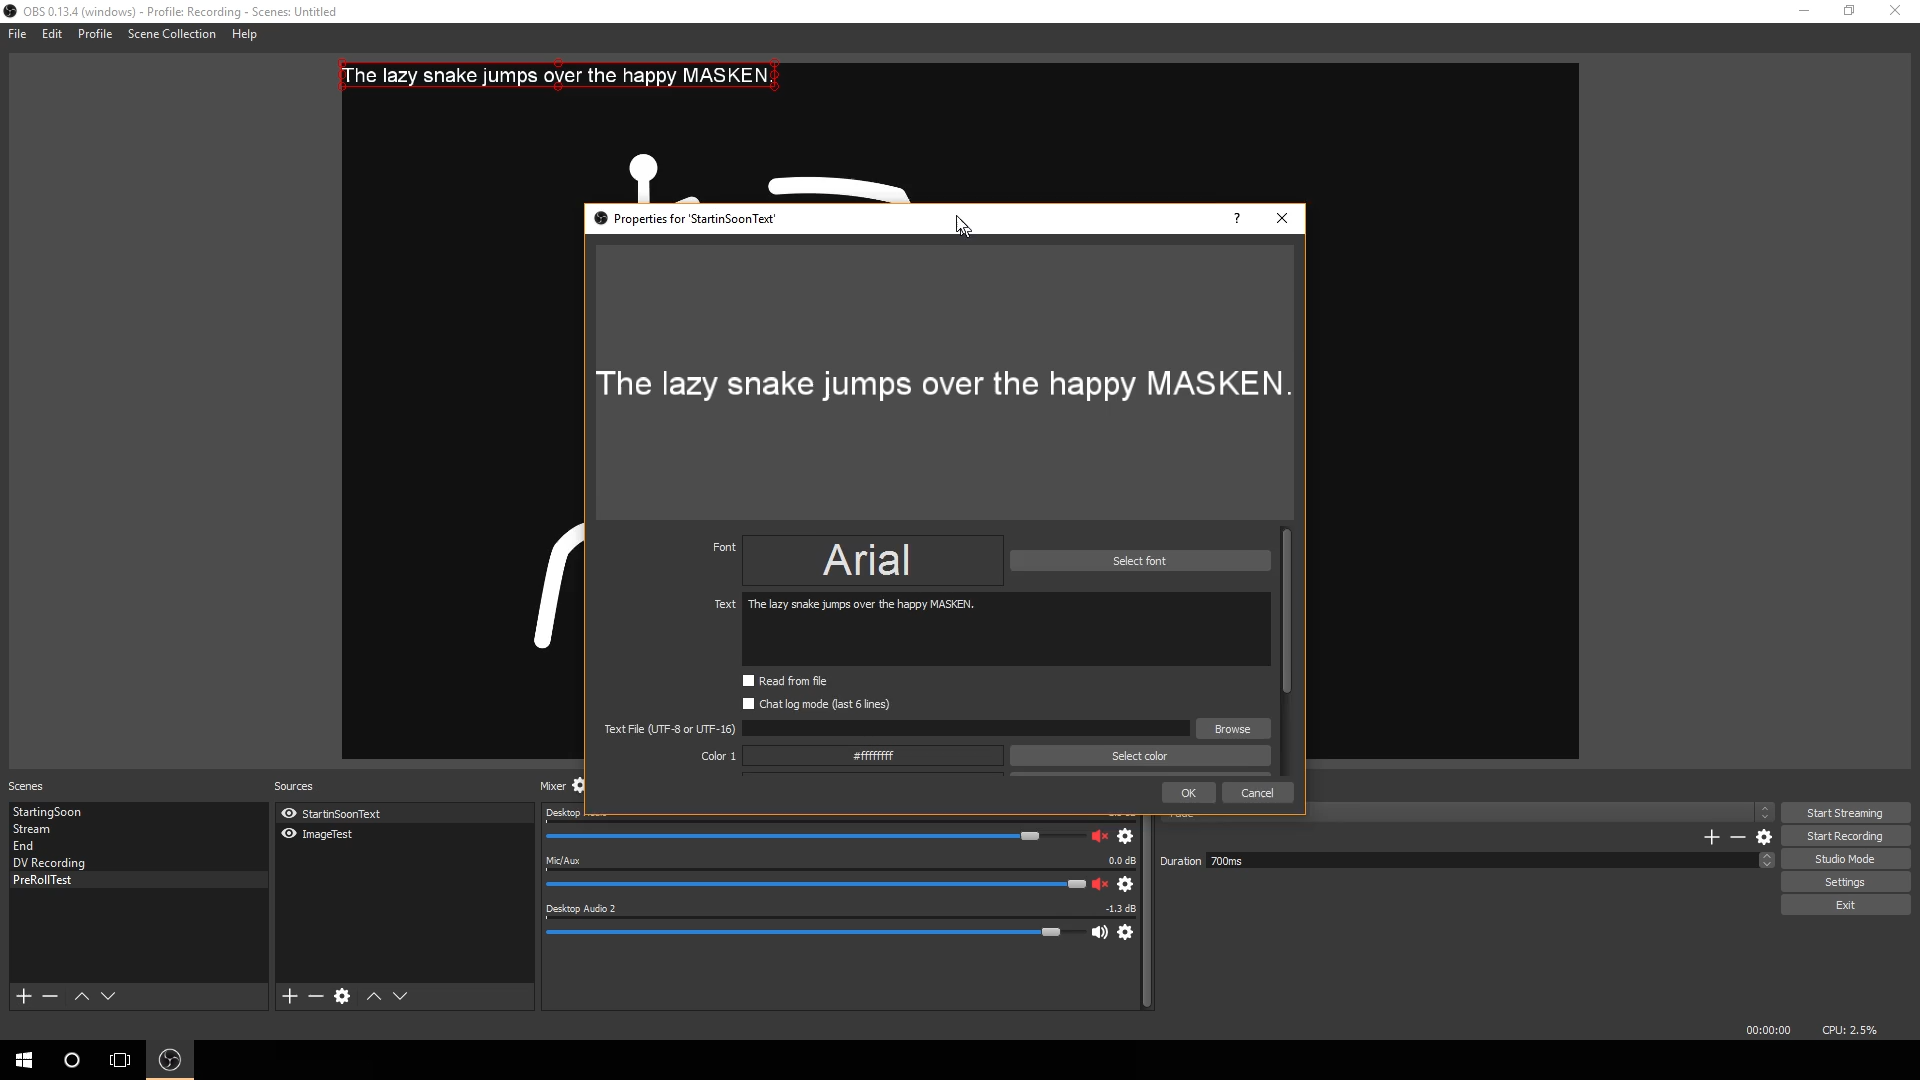 OBS 0.13.4 (windows) - Profile: Recording - Scenes: Untitled
File Edit Profile Scene Collection Help
The lazy snake jumps over the happy MASKEN.
Properties for 'StartinSoonText'
?
The lazy snake jumps over the happy MASKEN.
Font Arial Select font
Text The lazy snake jumps over the happy MASKEN.
Read from file
Chat log mode (last 6 lines)
Text File (UTF-8 or UTF-16) Browse
Color 1 #ffffffff Select color
OK Cancel
Scenes
StartingSoon
Stream
End
DV Recording
PreRollTest
Sources
StartinSoonText
ImageTest
Mixer
Desktop
Mic/Aux 0.0 dB
Desktop Audio 2 -1.3 dB
Duration 700ms
Start Streaming
Start Recording
Studio Mode
Settings
Exit
00:00:00 CPU: 2.5%